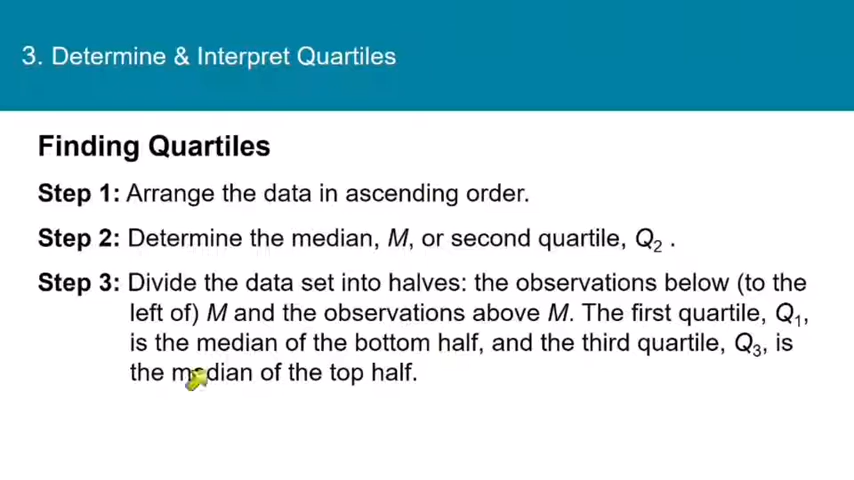 3. Determine & Interpret Quartiles
Finding Quartiles
Step 1: Arrange the data in ascending order.
Step 2: Determine the median, M, or second quartile, Q2 .
Step 3: Divide the data set into halves: the observations below (to the
left of) M and the observations above M. The first quartile, Q1,
is the median of the bottom half, and the third quartile, Q3, is
the median of the top half.